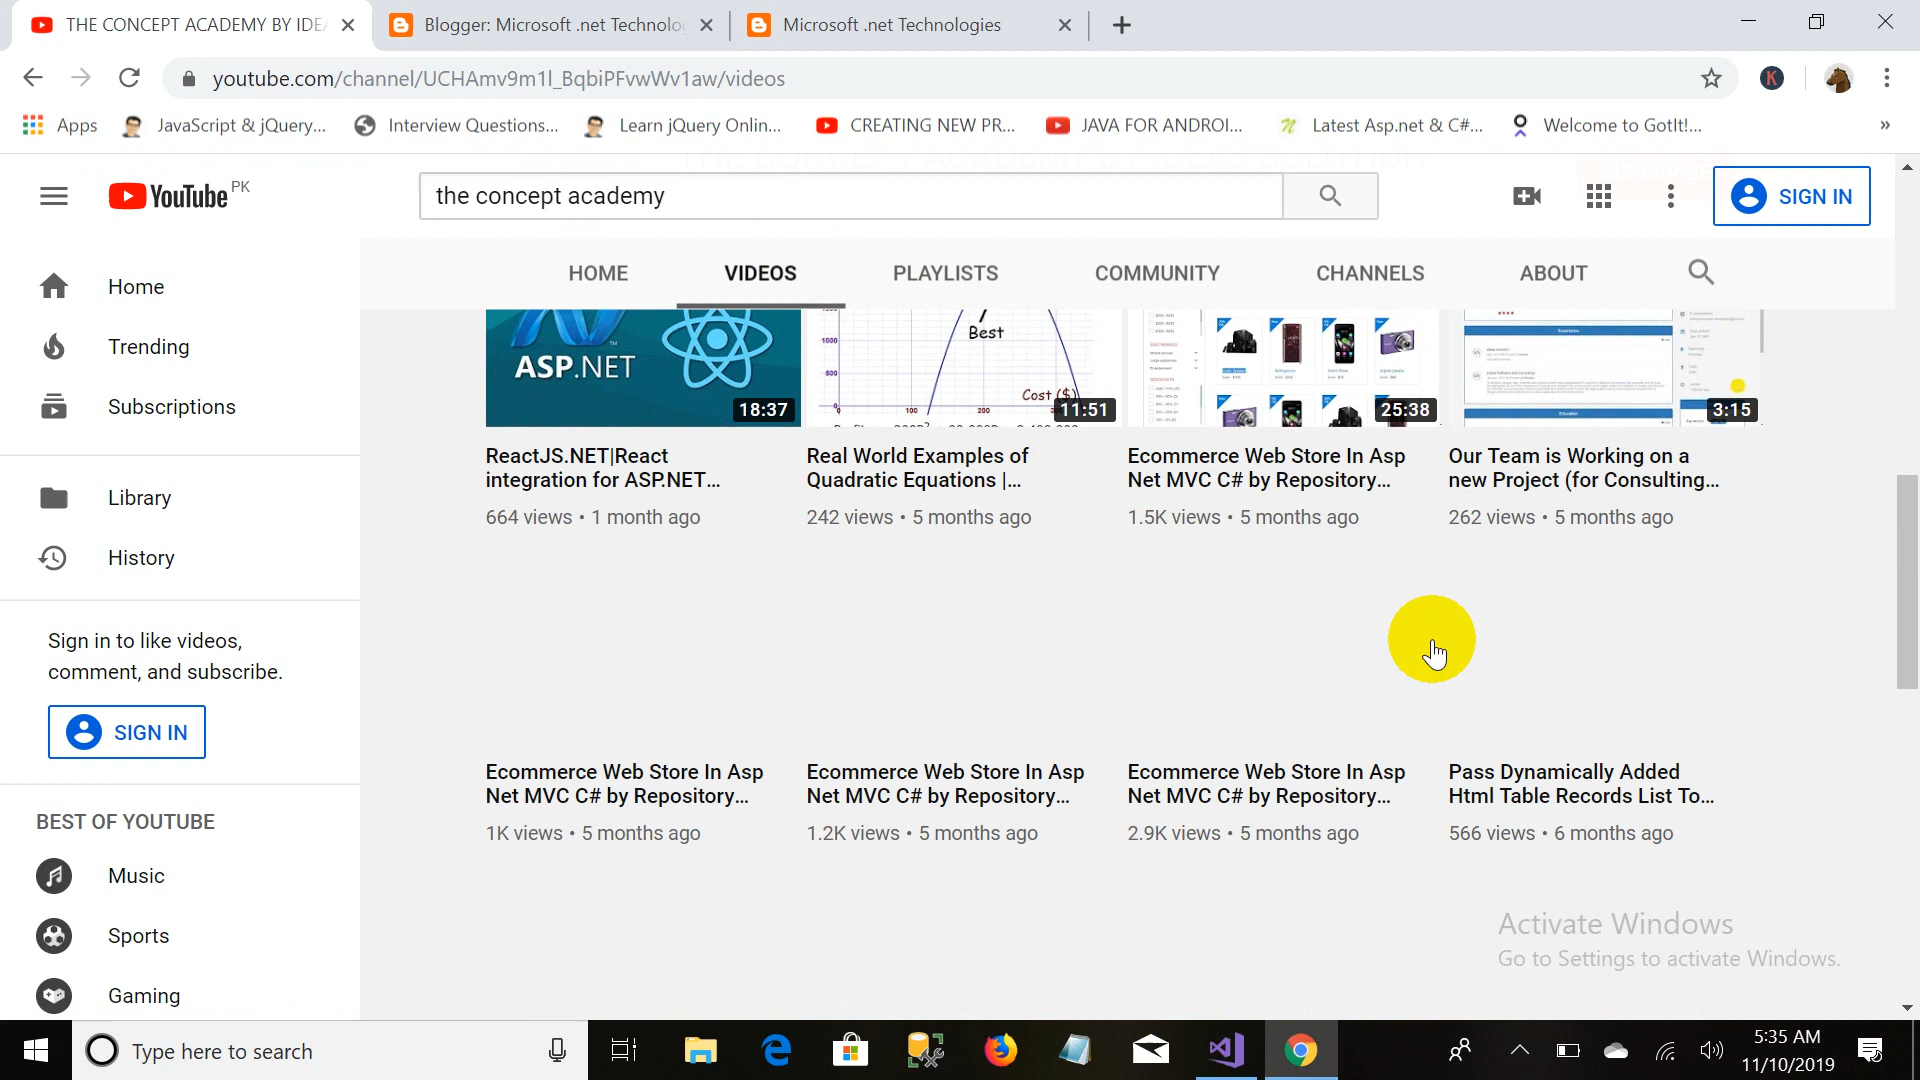 THE CONCEPT ACADEMY BY IDEA
Blogger: Microsoft .net Technolog
Microsoft .net Technologies
youtube.com/channel/UCHAmv9m1l_BqbiPFvwWv1aw/videos
K
Apps
JavaScript & jQuery...
Interview Questions...
Learn jQuery Onlin...
CREATING NEW PR...
JAVA FOR ANDROI...
Latest Asp.net & C#...
Welcome to GotIt!...
YouTube PK
the concept academy
SIGN IN
HOME
VIDEOS
PLAYLISTS
COMMUNITY
CHANNELS
ABOUT
Home
Trending
Subscriptions
Library
History
Sign in to like videos,
comment, and subscribe.
SIGN IN
BEST OF YOUTUBE
Music
Sports
Gaming
ASP.NET
18:37
Best
1000
500
0
100
200
Cost ($)
11:51
25:38
3:15
ReactJS.NET|React
integration for ASP.NET...
664 views • 1 month ago
Real World Examples of
Quadratic Equations |...
242 views • 5 months ago
Ecommerce Web Store In Asp
Net MVC C# by Repository...
1.5K views • 5 months ago
Our Team is Working on a
new Project (for Consulting...
262 views • 5 months ago
Ecommerce Web Store In Asp
Net MVC C# by Repository...
1K views • 5 months ago
Ecommerce Web Store In Asp
Net MVC C# by Repository...
1.2K views • 5 months ago
Ecommerce Web Store In Asp
Net MVC C# by Repository...
2.9K views • 5 months ago
Pass Dynamically Added
Html Table Records List To...
566 views • 6 months ago
Activate Windows
Go to Settings to activate Windows.
Type here to search
5:35 AM
11/10/2019